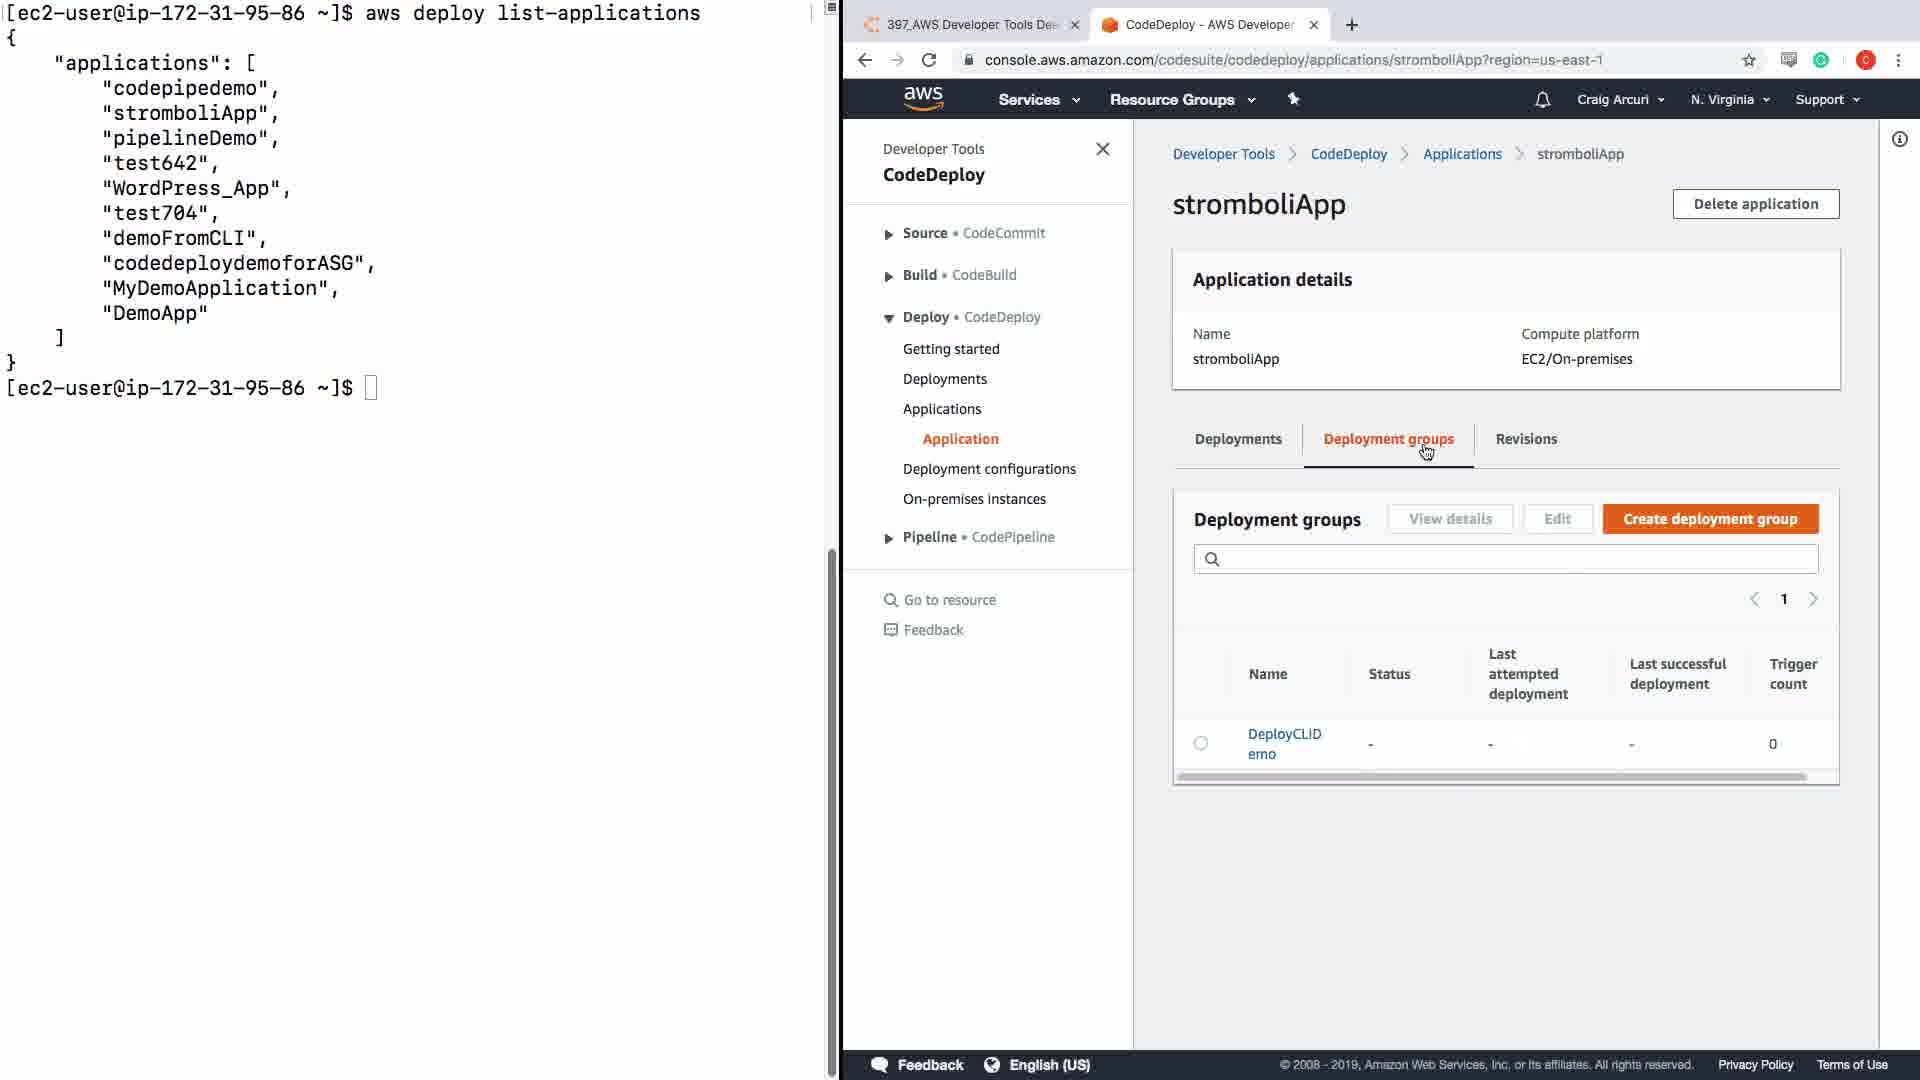 [ec2-user@ip-172-31-95-86 ~]$ aws deploy list-applications
{
"applications": [
"codepipedemo",
"stromboliApp",
"pipelineDemo",
"test642",
"WordPress_App",
"test704",
"demoFromCLI",
"codedeploydemoforASG",
"MyDemoApplication",
"DemoApp"
]
}
[ec2-user@ip-172-31-95-86 ~]$
397_AWS Developer Tools Dee
CodeDeploy - AWS Developer
console.aws.amazon.com/codesuite/codedeploy/applications/stromboliApp?region=us-east-1
C
aws
Services
Resource Groups
Craig Arcuri
N. Virginia
Support
Developer Tools
CodeDeploy
Source • CodeCommit
Build • CodeBuild
Deploy • CodeDeploy
Getting started
Deployments
Applications
Application
Deployment configurations
On-premises instances
Pipeline • CodePipeline
Go to resource
Feedback
Developer Tools
CodeDeploy
Applications
stromboliApp
stromboliApp
Delete application
Application details
Name
Compute platform
stromboliApp
EC2/On-premises
Deployments
Deployment groups
Revisions
Deployment groups
View details
Edit
Create deployment group
1
Name
Status
Last attempted deployment
Last successful deployment
Trigger count
DeployCLID
emo
-
-
-
0
Feedback
English (US)
© 2008 - 2019, Amazon Web Services, Inc. or its affiliates. All rights reserved.
Privacy Policy
Terms of Use